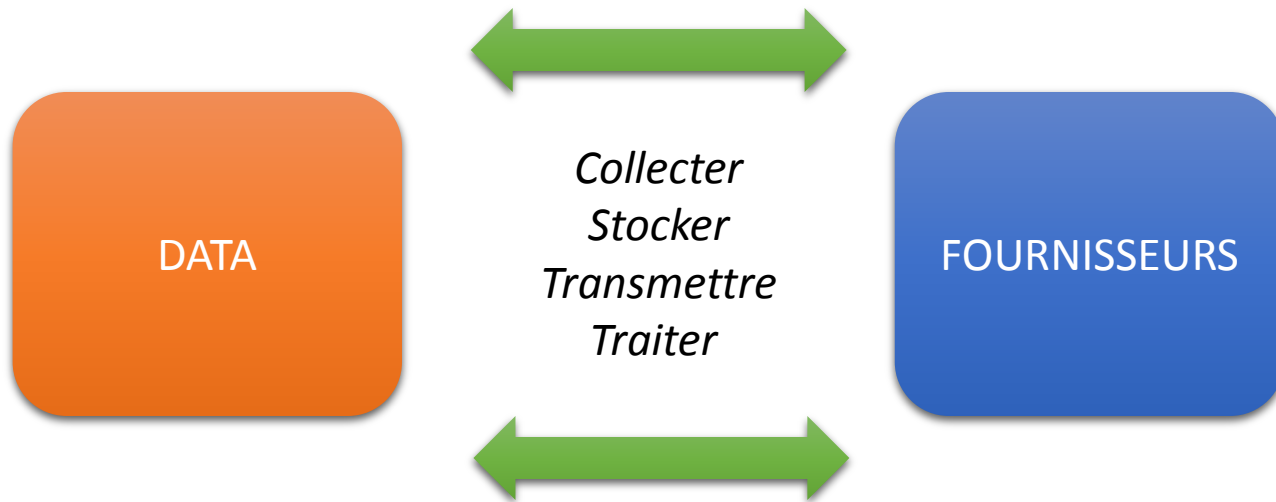 DATA
Collecter
Stocker
Transmettre
Traiter
FOURNISSEURS